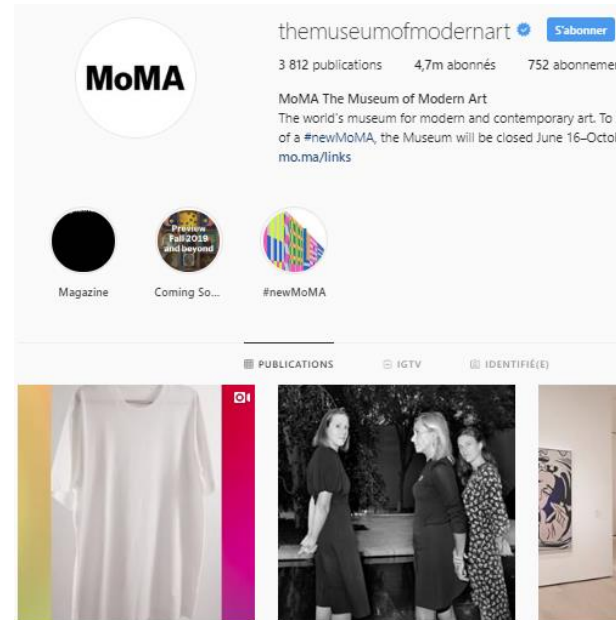 MoMA
themuseumofmodernart S'abonner
3 812 publications 4,7m abonnés 752 abonnemen
MoMA The Museum of Modern Art
The world's museum for modern and contemporary art. To
of a #newMoMA, the Museum will be closed June 16–Octol
mo.ma/links
Preview
Fall 2019
and beyond
Magazine Coming So... #newMoMA
PUBLICATIONS IGTV IDENTIFIÉ(E)